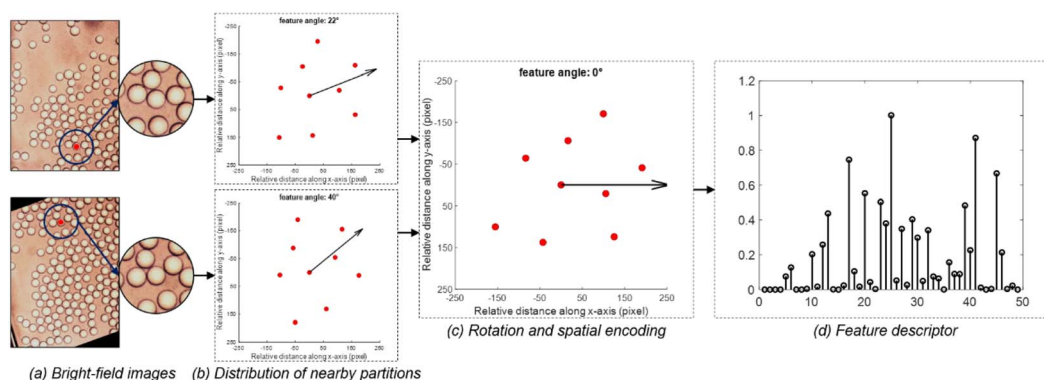 feature angle: 22°
Relative distance along y-axis (pixel)
-250
-150
-50
50
150
250
-250 -150 -50 50 150 250
Relative distance along x-axis (pixel)
feature angle: 40°
Relative distance along y-axis (pixel)
-250
-150
-50
50
150
250
-250 -150 -50 50 150 250
Relative distance along x-axis (pixel)
(a) Bright-field images
(b) Distribution of nearby partitions
feature angle: 0°
Relative distance along y-axis (pixel)
-250
-150
-50
50
150
250
-250 -150 -50 50 150 250
Relative distance along x-axis (pixel)
(c) Rotation and spatial encoding
1.2
1
0.8
0.6
0.4
0.2
0
0 10 20 30 40 50
(d) Feature descriptor